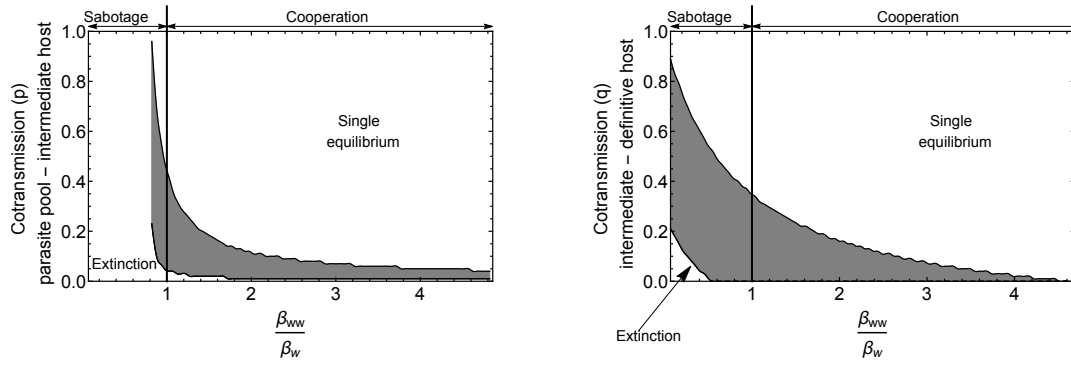 Sabotage
Cooperation
1.0
0.8
0.6
0.4
0.2
0.0
Cotransmission (p)
parasite pool − intermediate host
Single
equilibrium
Extinction
1
2
3
4
βww
βw
Sabotage
Cooperation
1.0
0.8
0.6
0.4
0.2
0.0
Cotransmission (q)
intermediate − definitive host
Single
equilibrium
1
2
3
4
Extinction
βww
βw